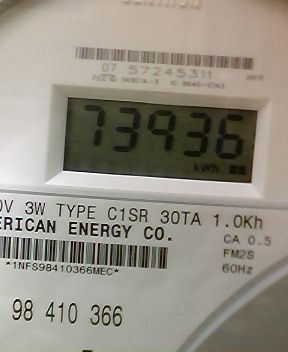 07 57245311
73936
kWh
0V 3W TYPE C1SR 30TA 1.0Kh
ERICAN ENERGY CO.
CA 0.5
FM2S
60Hz
*1NFS98410366MEC*
98 410 366